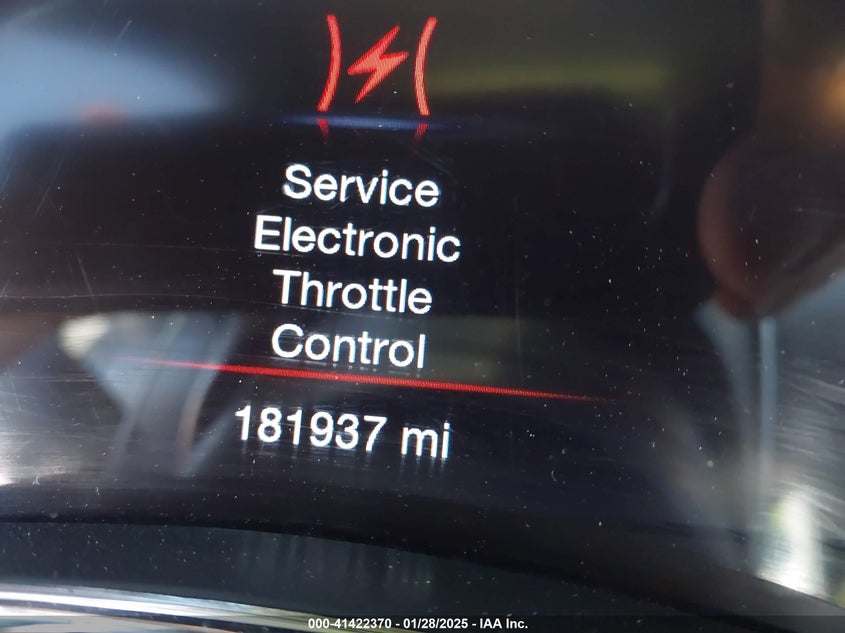 Service
Electronic
Throttle
Control
181937 mi
000-41422370 - 01/28/2025 - IAA Inc.